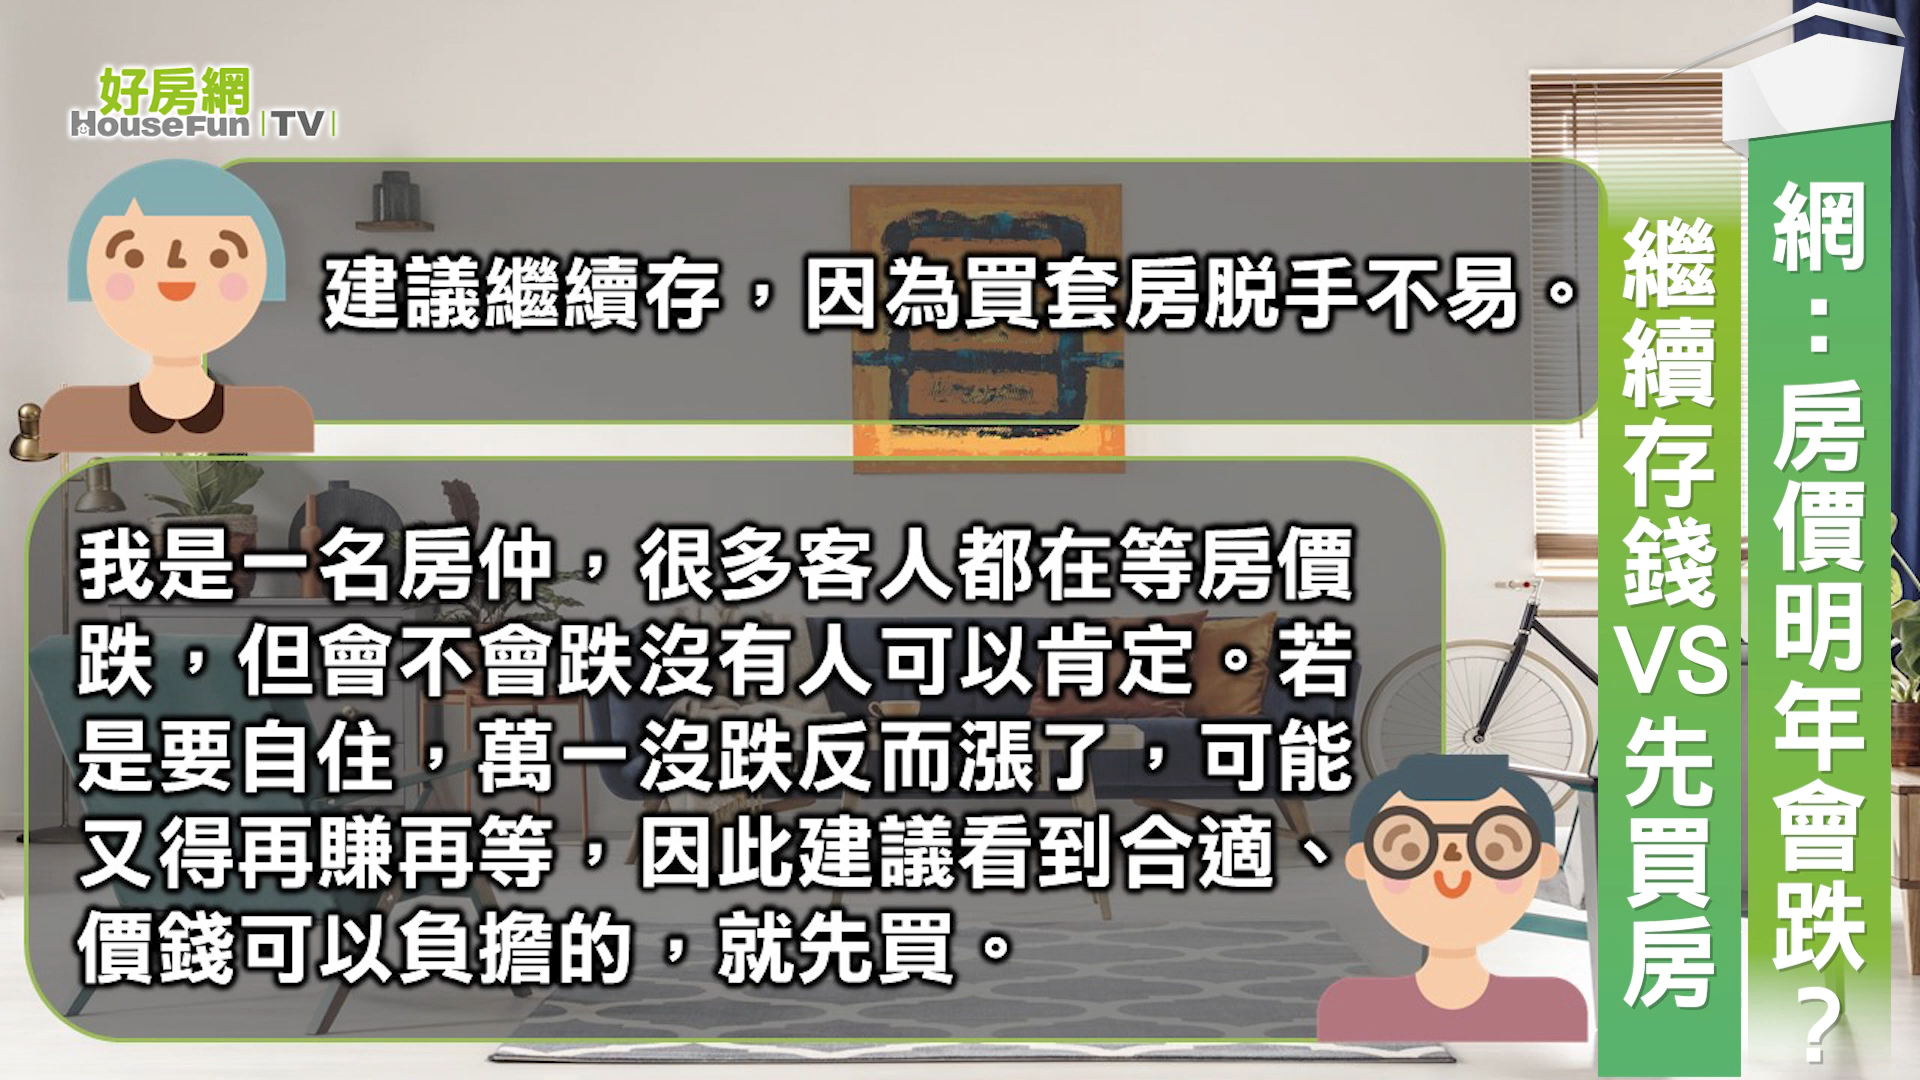 好房網
HouseFun TV
建議繼續存，因為買套房脫手不易。
我是一名房仲，很多客人都在等房價
跌，但會不會跌沒有人可以肯定。若
是要自住，萬一沒跌反而漲了，可能
又得再賺再等，因此建議看到合適、
價錢可以負擔的，就先買。
網：房價明年會跌？
繼續存錢VS先買房